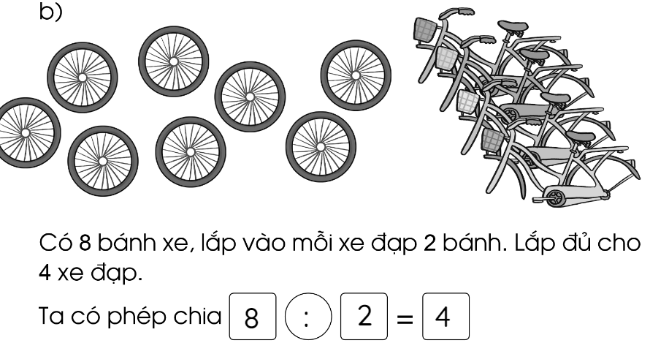 b)
Có 8 bánh xe, lắp vào mỗi xe đạp 2 bánh. Lắp đủ cho
4 xe đạp.
Ta có phép chia 8 : 2 = 4